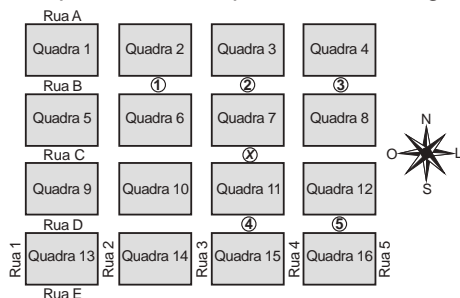 Rua A
Quadra 1 Quadra 2 Quadra 3 Quadra 4
Rua B 1 2 3
Quadra 5 Quadra 6 Quadra 7 Quadra 8
Rua C X
Quadra 9 Quadra 10 Quadra 11 Quadra 12
Rua D 4 5
Rua 1 Quadra 13 Rua 2 Quadra 14 Rua 3 Quadra 15 Rua 4 Quadra 16 Rua 5
Rua E
N
O L
S